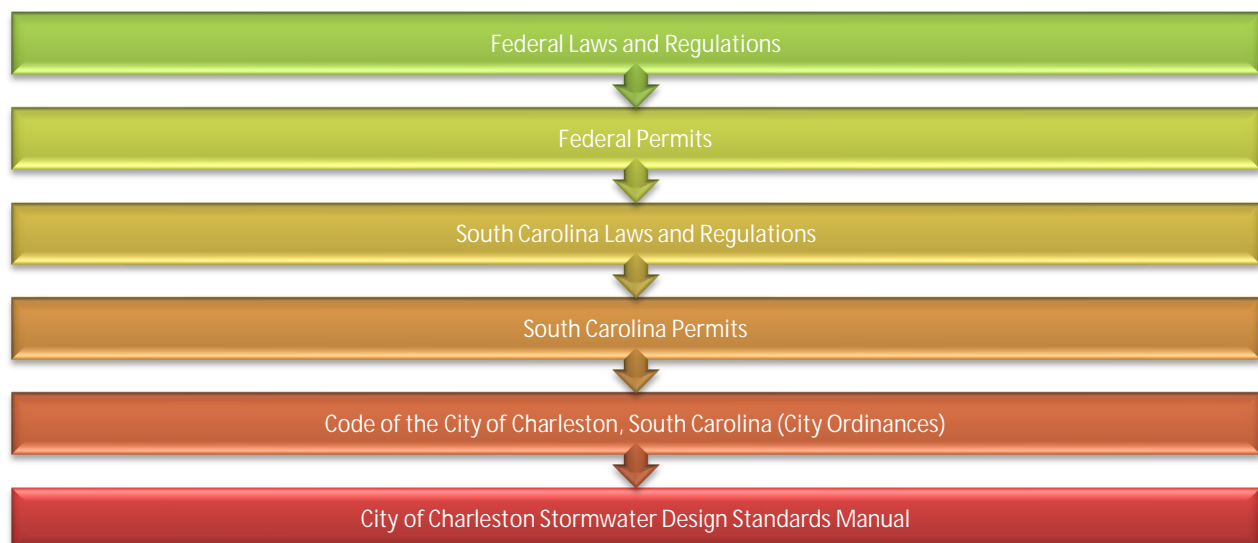 Federal Laws and Regulations
Federal Permits
South Carolina Laws and Regulations
South Carolina Permits
Code of the City of Charleston, South Carolina (City Ordinances)
City of Charleston Stormwater Design Standards Manual